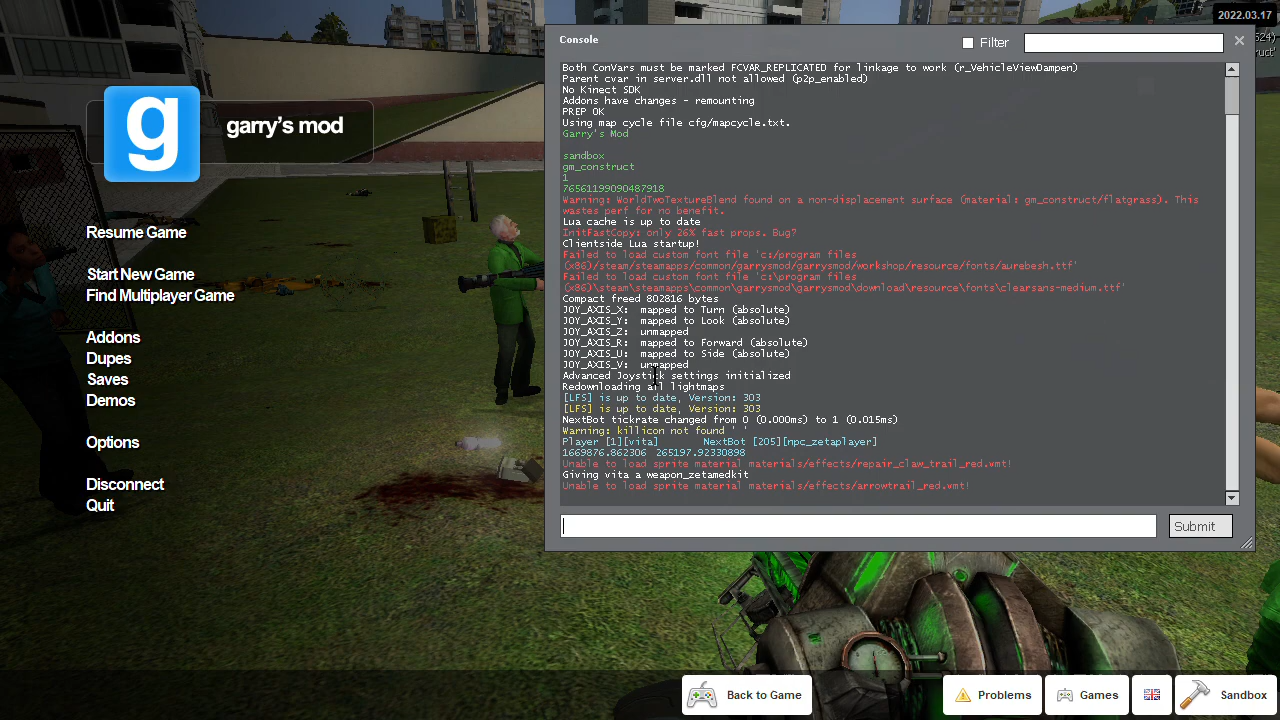 2022.03.17
Console
Filter
524)
ruct'
Both ConVars must be marked FCVAR_REPLICATED for linkage to work (r_VehicleViewDampen)
Parent cvar in server.dll not allowed (p2p_enabled)
No Kinect SDK
Addons have changes - remounting
PREP OK
Using map cycle file cfg/mapcycle.txt.
Garry's Mod
sandbox
gm_construct
1
76561199090487918
Warning: WorldTwoTextureBlend found on a non-displacement surface (material: gm_construct/flatgrass). This
wastes perf for no benefit.
Lua cache is up to date
InitFastCopy: only 26% fast props. Bug?
Clientside Lua startup!
Failed to load custom font file 'c:/program files
(x86)/steam/steamapps/common/garrysmod/garrysmod/workshop/resource/fonts/aurebesh.ttf'
Failed to load custom font file 'c:\program files
(x86)\steam\steamapps\common\garrysmod\garrysmod\download\resource\fonts\clearsans-medium.ttf'
Compact freed 802816 bytes
JOY_AXIS_X:  mapped to Turn (absolute)
JOY_AXIS_Y:  mapped to Look (absolute)
JOY_AXIS_Z:  unmapped
JOY_AXIS_R:  mapped to Forward (absolute)
JOY_AXIS_U:  mapped to Side (absolute)
JOY_AXIS_V:  unmapped
Advanced Joystick settings initialized
Redownloading all lightmaps
[LFS] is up to date, Version: 303
[LFS] is up to date, Version: 303
NextBot tickrate changed from 0 (0.000ms) to 1 (0.015ms)
Warning: killicon not found ' '
Player [1][vita]       NextBot [205][npc_zetaplayer]
1669876.862306  265197.92330898
Unable to load sprite material materials/effects/repair_claw_trail_red.vmt!
Giving vita a weapon_zetamedkit
Unable to load sprite material materials/effects/arrowtrail_red.vmt!
Submit
g
garry's mod
Resume Game
Start New Game
Find Multiplayer Game
Addons
Dupes
Saves
Demos
Options
Disconnect
Quit
Back to Game
Problems
Games
Sandbox